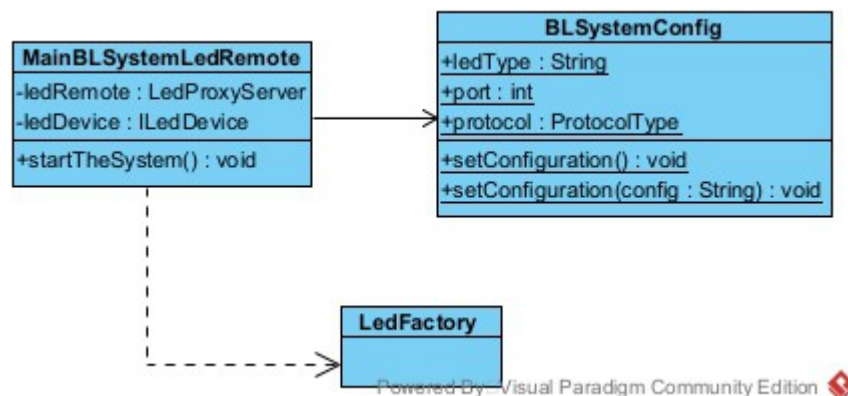 MainBLSystemLedRemote
-ledRemote : LedProxyServer
-ledDevice : ILedDevice
+startTheSystem() : void
BLSystemConfig
+ledType : String
+port : int
+protocol : ProtocolType
+setConfiguration() : void
+setConfiguration(config : String) : void
LedFactory
Powered By Visual Paradigm Community Edition